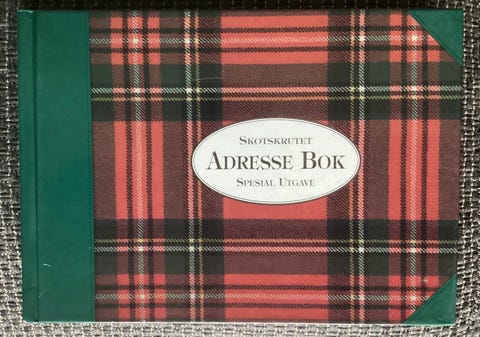 SKOTSKRUTET
ADRESSE BOK
SPESIAL UTGAVE